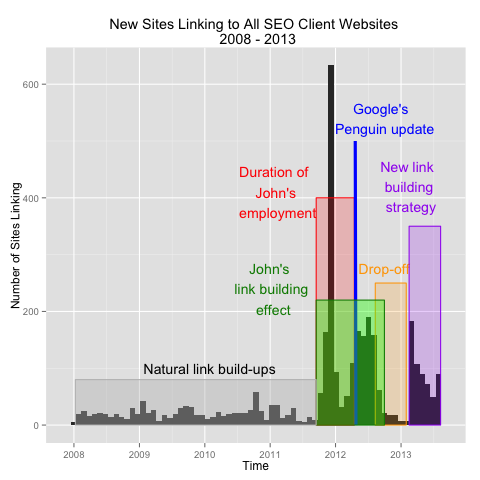 New Sites Linking to All SEO Client Websites
2008 - 2013
Google's
Penguin update
New link
building
strategy
Duration of
John's
employment
John's
link building
effect
Drop-off
Natural link build-ups
Number of Sites Linking
600
400
200
0
2008 2009 2010 2011 2012 2013
Time